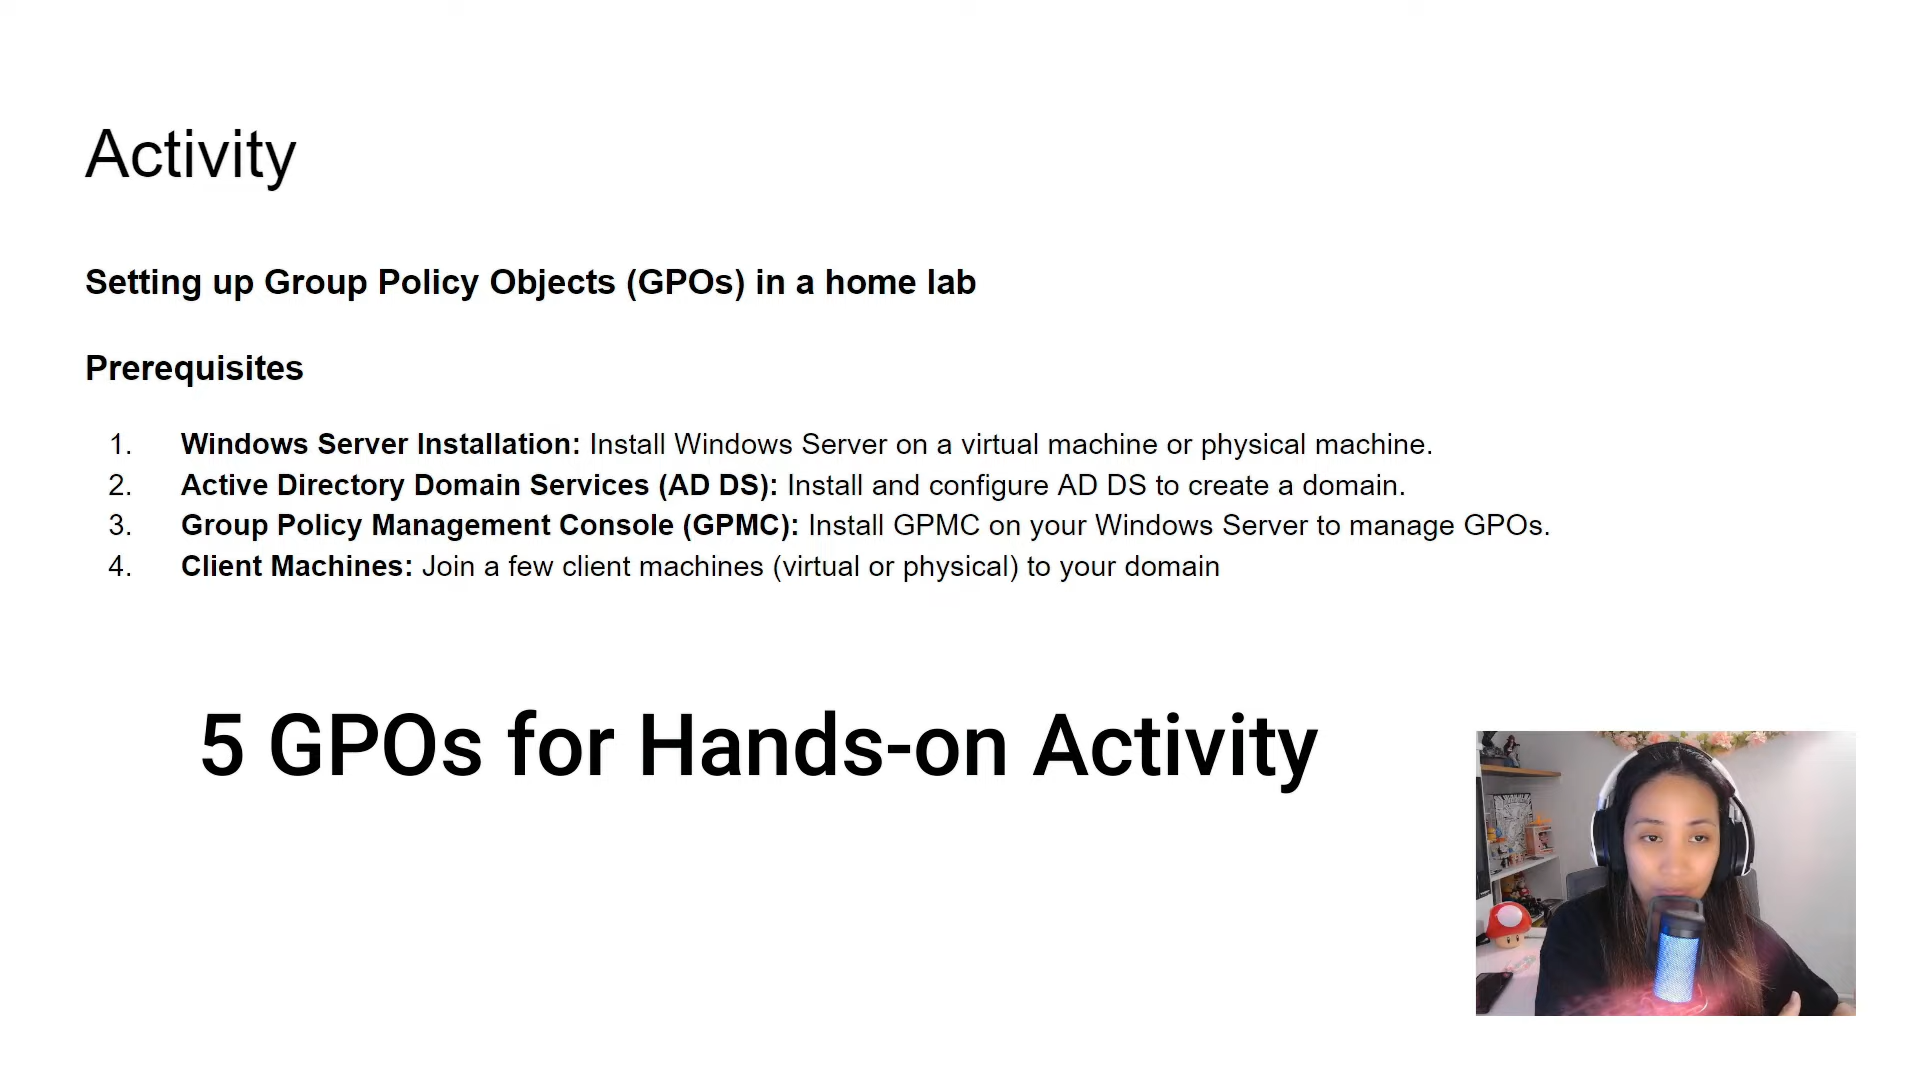 Activity
Setting up Group Policy Objects (GPOs) in a home lab
Prerequisites
1. Windows Server Installation: Install Windows Server on a virtual machine or physical machine.
2. Active Directory Domain Services (AD DS): Install and configure AD DS to create a domain.
3. Group Policy Management Console (GPMC): Install GPMC on your Windows Server to manage GPOs.
4. Client Machines: Join a few client machines (virtual or physical) to your domain
5 GPOs for Hands-on Activity